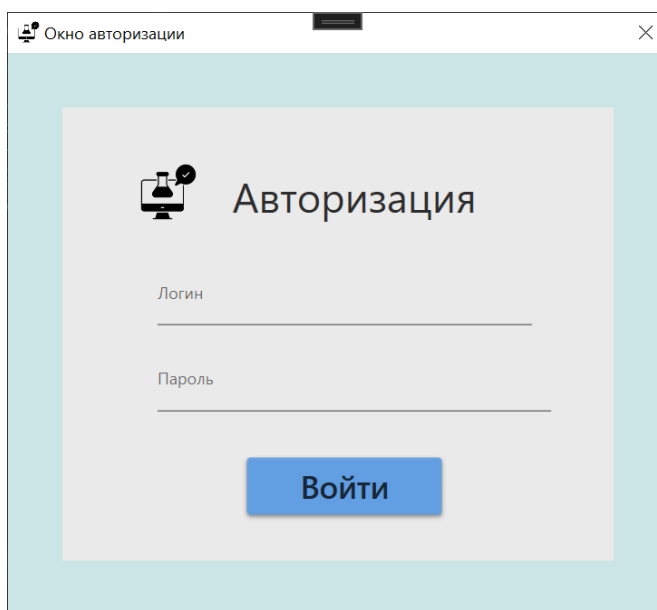 Окно авторизации
Авторизация
Логин
Пароль
Войти